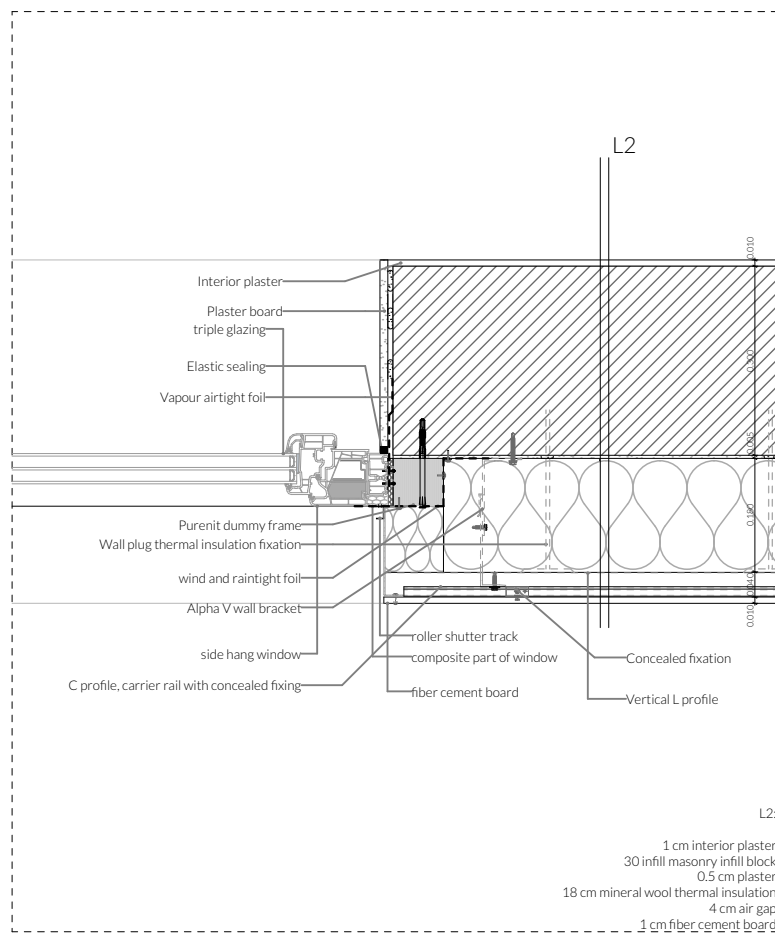 L2
0.010
Interior plaster
Plaster board
triple glazing
0.300
Elastic sealing
Vapour airtight foil
0.005
0.180
Purenit dummy frame
Wall plug thermal insulation fixation
wind and raintight foil
0.040
Alpha V wall bracket
0.010
roller shutter track
side hang window
composite part of window
Concealed fixation
C profile, carrier rail with concealed fixing
fiber cement board
Vertical L profile
L2:
1 cm interior plaster
30 infill masonry infill block
0.5 cm plaster
18 cm mineral wool thermal insulation
4 cm air gap
1 cm fiber cement board